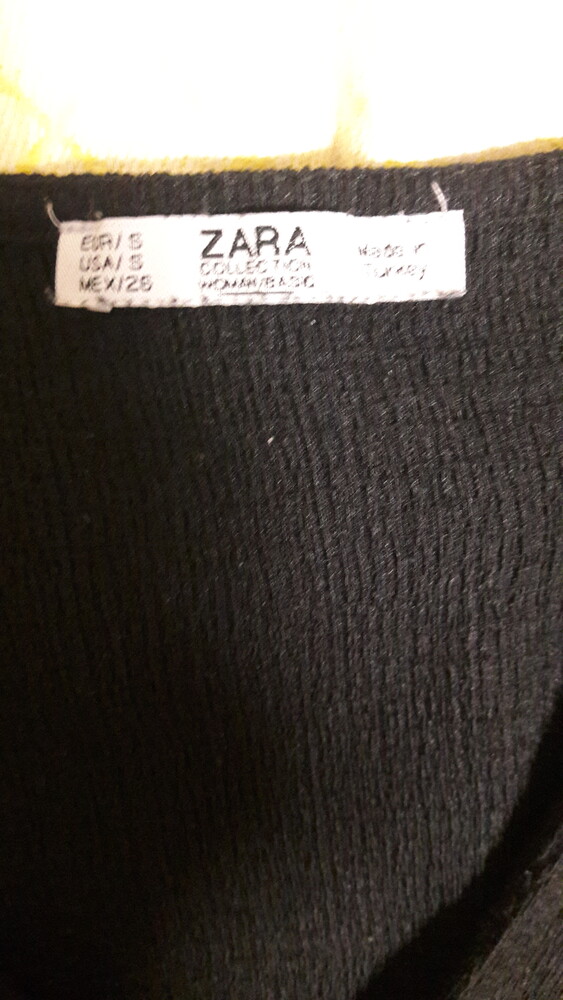 EUR/S
USA/S
MEX/26
ZARA
COLLECTION
WOMAN/BASIC
Made in
Turkey